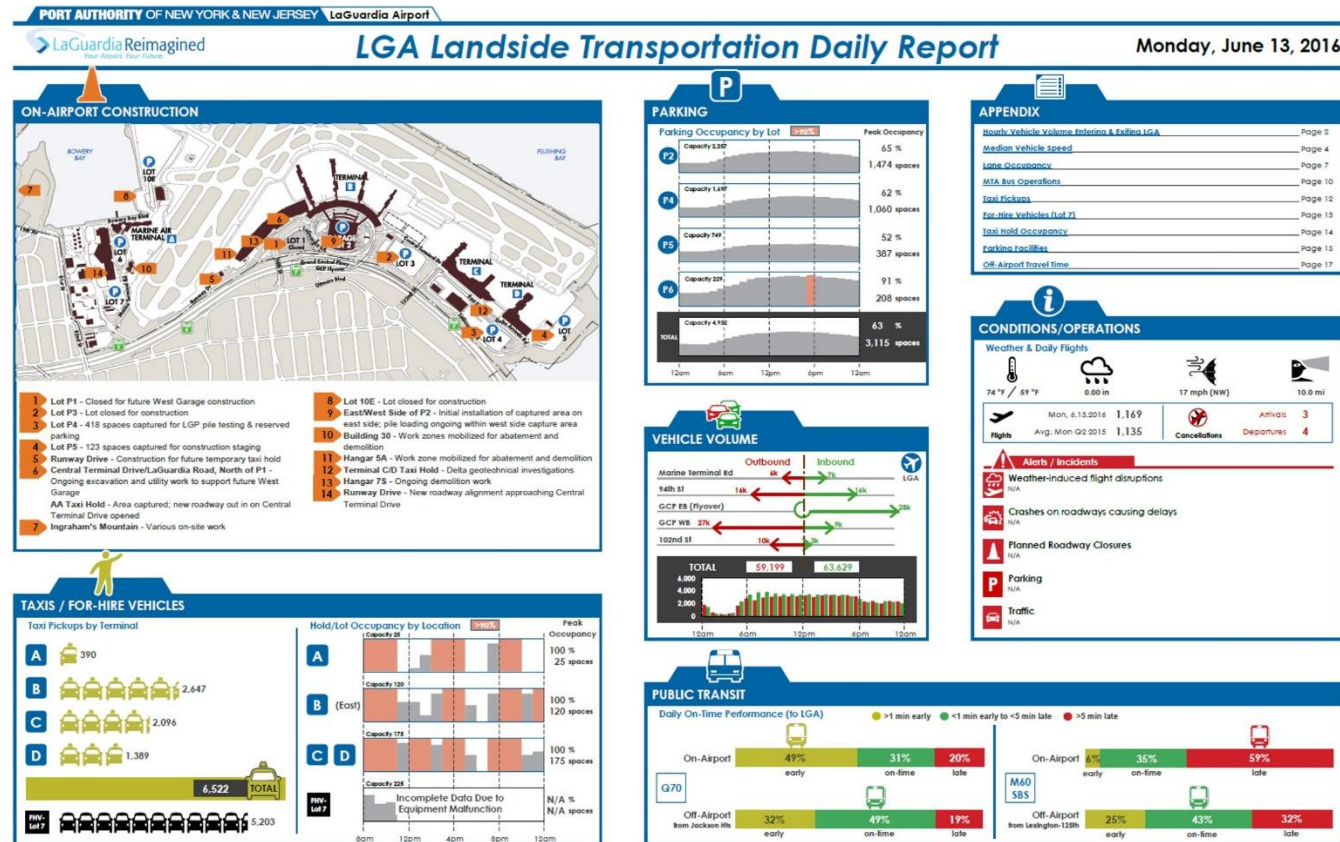 PORT AUTHORITY OF NEW YORK & NEW JERSEY LaGuardia Airport
LaGuardia Reimagined
Your Airport. Your Future.
LGA Landside Transportation Daily Report
Monday, June 13, 2016
ON-AIRPORT CONSTRUCTION
BOWERY BAY
FLUSHING BAY
LOT 10E
TERMINAL B
MARINE AIR TERMINAL A
LOT 6
LOT 7
LOT 1 Closed
LOT 3
TERMINAL C
TERMINAL D
LOT 4
LOT 5
Bowery Bay Blvd
Runway Dr
Grand Central Pkwy
GCP Flyover
Ditmars Blvd
102nd St
1 Lot P1 - Closed for future West Garage construction
2 Lot P3 - Lot closed for construction
3 Lot P4 - 418 spaces captured for LGP pile testing & reserved
parking
4 Lot P5 - 123 spaces captured for construction staging
5 Runway Drive - Construction for future temporary taxi hold
6 Central Terminal Drive/LaGuardia Road, North of P1 -
Ongoing excavation and utility work to support future West
Garage
AA Taxi Hold - Area captured; new roadway cut in on Central
Terminal Drive opened
7 Ingraham's Mountain - Various on-site work
8 Lot 10E - Lot closed for construction
9 East/West Side of P2 - Initial installation of captured area on
east side; pile loading ongoing within west side capture area
10 Building 30 - Work zones mobilized for abatement and
demolition
11 Hangar 5A - Work zone mobilized for abatement and demolition
12 Terminal C/D Taxi Hold - Delta geotechnical investigations
13 Hangar 7S - Ongoing demolition work
14 Runway Drive - New roadway alignment approaching Central
Terminal Drive
TAXIS / FOR-HIRE VEHICLES
Taxi Pickups by Terminal
A 390
B 2,647
C 2,096
D 1,389
6,522 TOTAL
FHV-Lot 7 5,203
Hold/Lot Occupancy by Location >90% Peak Occupancy
Capacity 25
A 100 % 25 spaces
Capacity 120
B (East) 100 % 120 spaces
Capacity 175
C D 100 % 175 spaces
Capacity 225
FHV-Lot 7 Incomplete Data Due to Equipment Malfunction N/A % N/A spaces
8am 12pm 4pm 8pm 12am
P
PARKING
Parking Occupancy by Lot >90% Peak Occupancy
P2 Capacity 2,257 65 % 1,474 spaces
P4 Capacity 1,697 62 % 1,060 spaces
P5 Capacity 749 52 % 387 spaces
P6 Capacity 229 91 % 208 spaces
TOTAL Capacity 4,932 63 % 3,115 spaces
12am 6am 12pm 6pm 12am
VEHICLE VOLUME
Outbound Inbound
LGA
Marine Terminal Rd 6k 7k
94th St 16k 16k
GCP EB (Flyover) 28k
GCP WB 27k 9k
102nd St 10k 3k
TOTAL 59,199 63,629
6,000
4,000
2,000
0
12am 6am 12pm 6pm 12am
APPENDIX
Hourly Vehicle Volume Entering & Exiting LGA Page 2
Median Vehicle Speed Page 4
Lane Occupancy Page 7
MTA Bus Operations Page 10
Taxi Pickups Page 12
For-Hire Vehicles (Lot 7) Page 13
Taxi Hold Occupancy Page 14
Parking Facilities Page 15
Off-Airport Travel Time Page 17
CONDITIONS/OPERATIONS
Weather & Daily Flights
74 °F / 59 °F 0.00 in 17 mph (NW) 10.0 mi
Flights
Mon, 6.13.2016 1,169
Avg. Mon Q2 2015 1,135
Cancellations
Arrivals 3
Departures 4
Alerts / Incidents
Weather-induced flight disruptions
N/A
Crashes on roadways causing delays
N/A
Planned Roadway Closures
N/A
P Parking
N/A
Traffic
N/A
PUBLIC TRANSIT
Daily On-Time Performance (to LGA) >1 min early <1 min early to <5 min late >5 min late
Q70
On-Airport 49% 31% 20%
early on-time late
Off-Airport from Jackson Hts 32% 49% 19%
early on-time late
M60 SBS
On-Airport 6% 35% 59%
early on-time late
Off-Airport from Lexington-125th 25% 43% 32%
early on-time late